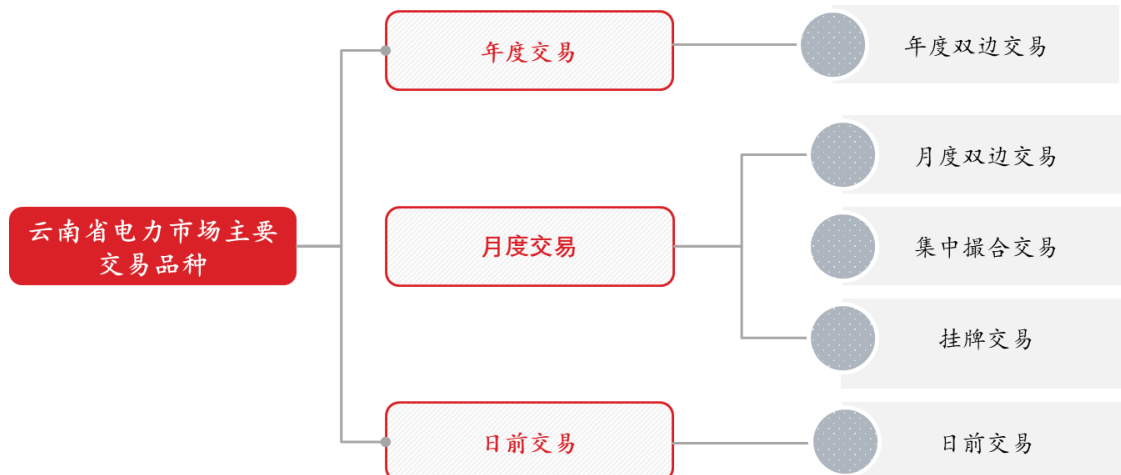 云南省电力市场主要
交易品种
年度交易
年度双边交易
月度交易
月度双边交易
集中撮合交易
挂牌交易
日前交易
日前交易